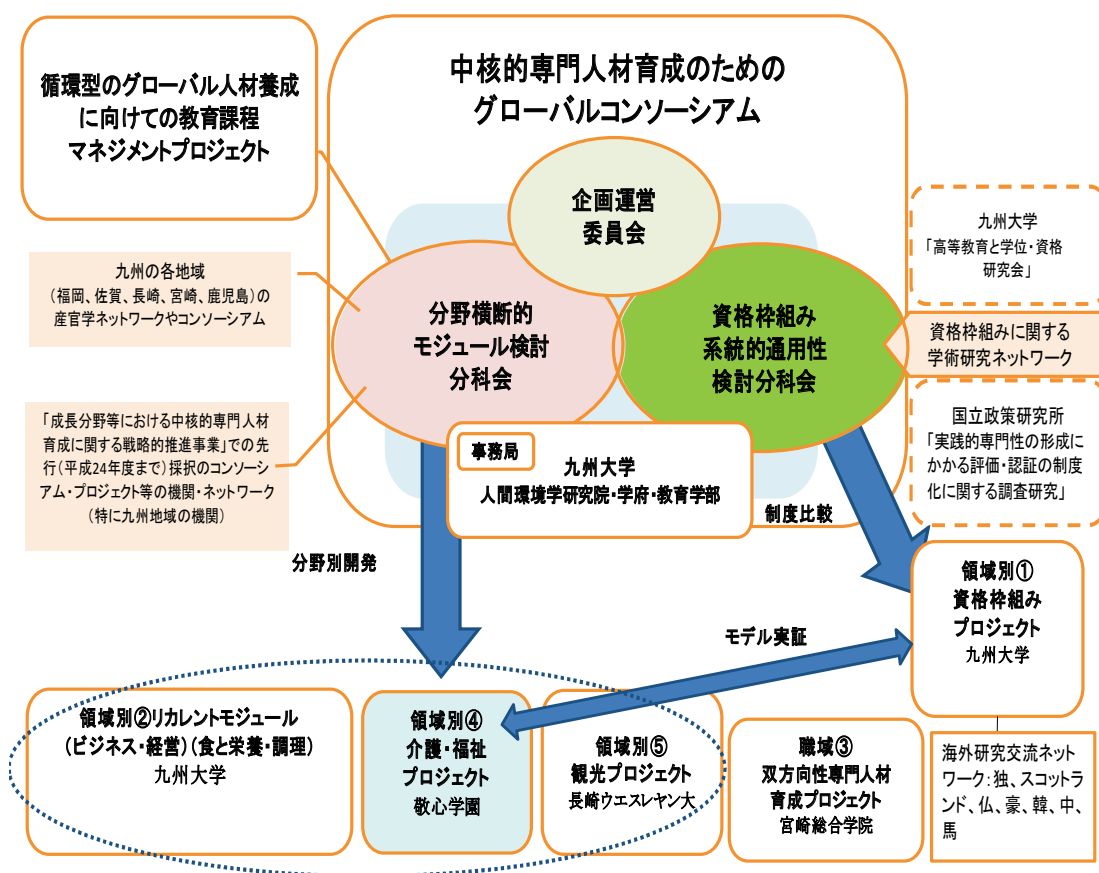 循環型のグローバル人材養成
に向けての教育課程
マネジメントプロジェクト
中核的専門人材育成のための
グローバルコンソーシアム
企画運営
委員会
九州の各地域
(福岡、佐賀、長崎、宮崎、鹿児島)の
産官学ネットワークやコンソーシアム
分野横断的
モジュール検討
分科会
資格枠組み
系統的通用性
検討分科会
九州大学
「高等教育と学位・資格
研究会」
資格枠組みに関する
学術研究ネットワーク
「成長分野等における中核的専門人材
育成に関する戦略的推進事業」での先
行(平成24年度まで)採択のコンソーシ
アム・プロジェクト等の機関・ネットワーク
(特に九州地域の機関)
国立政策研究所
「実践的専門性の形成に
かかる評価・認証の制度
化に関する調査研究」
事務局
九州大学
人間環境学研究院・学府・教育学部
制度比較
分野別開発
モデル実証
領域別①
資格枠組み
プロジェクト
九州大学
領域別②リカレントモジュール
(ビジネス・経営)(食と栄養・調理)
九州大学
領域別④
介護・福祉
プロジェクト
敬心学園
領域別⑤
観光プロジェクト
長崎ウエスレヤン大
職域③
双方向性専門人材
育成プロジェクト
宮崎総合学院
海外研究交流ネット
ワーク:独、スコットラ
ンド、仏、豪、韓、中、
馬